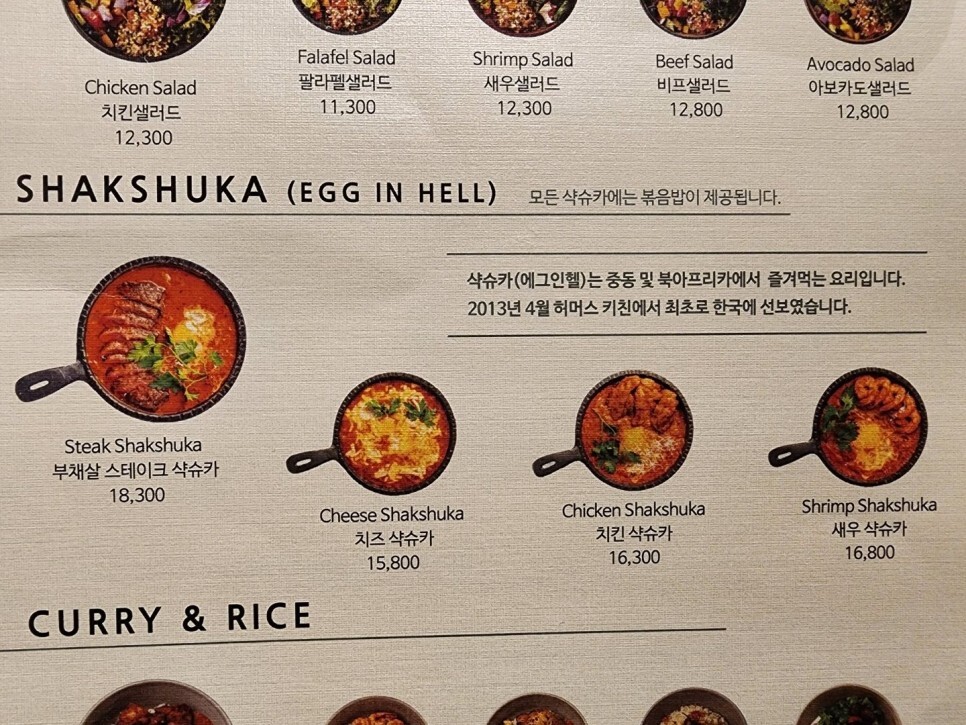 Chicken Salad
치킨샐러드
12,300
Falafel Salad
팔라펠샐러드
11,300
Shrimp Salad
새우샐러드
12,300
Beef Salad
비프샐러드
12,800
Avocado Salad
아보카도샐러드
12,800
SHAKSHUKA (EGG IN HELL) 모든 샥슈카에는 볶음밥이 제공됩니다.
샥슈카(에그인헬)는 중동 및 북아프리카에서 즐겨먹는 요리입니다.
2013년 4월 허머스 키친에서 최초로 한국에 선보였습니다.
Steak Shakshuka
부채살 스테이크 샥슈카
18,300
Cheese Shakshuka
치즈 샥슈카
15,800
Chicken Shakshuka
치킨 샥슈카
16,300
Shrimp Shakshuka
새우 샥슈카
16,800
CURRY & RICE